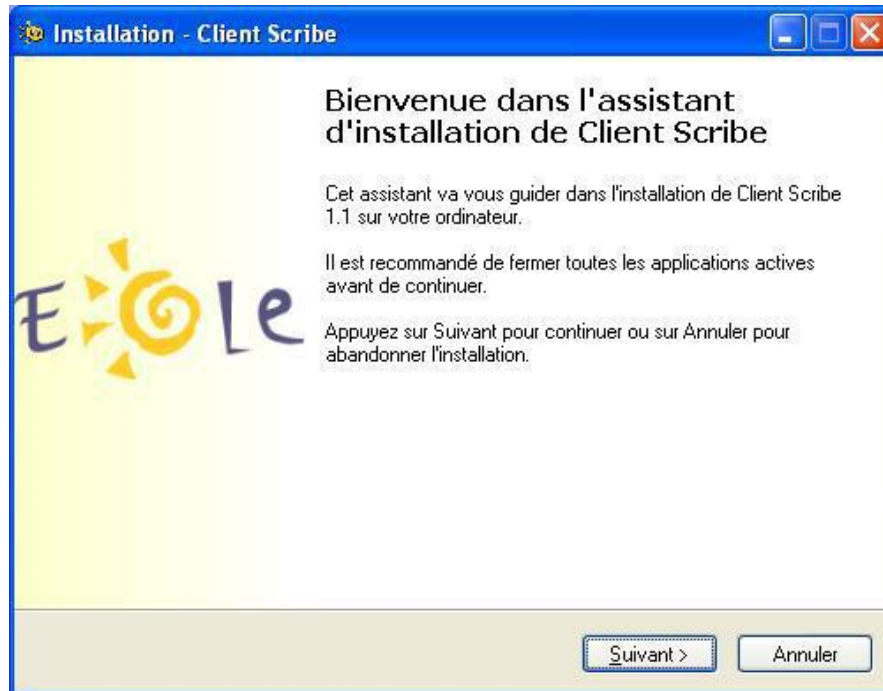 Installation - Client Scribe
Bienvenue dans l'assistant
d'installation de Client Scribe
Cet assistant va vous guider dans l'installation de Client Scribe
1.1 sur votre ordinateur.
Il est recommandé de fermer toutes les applications actives
avant de continuer.
Appuyez sur Suivant pour continuer ou sur Annuler pour
abandonner l'installation.
EOle
Suivant >
Annuler